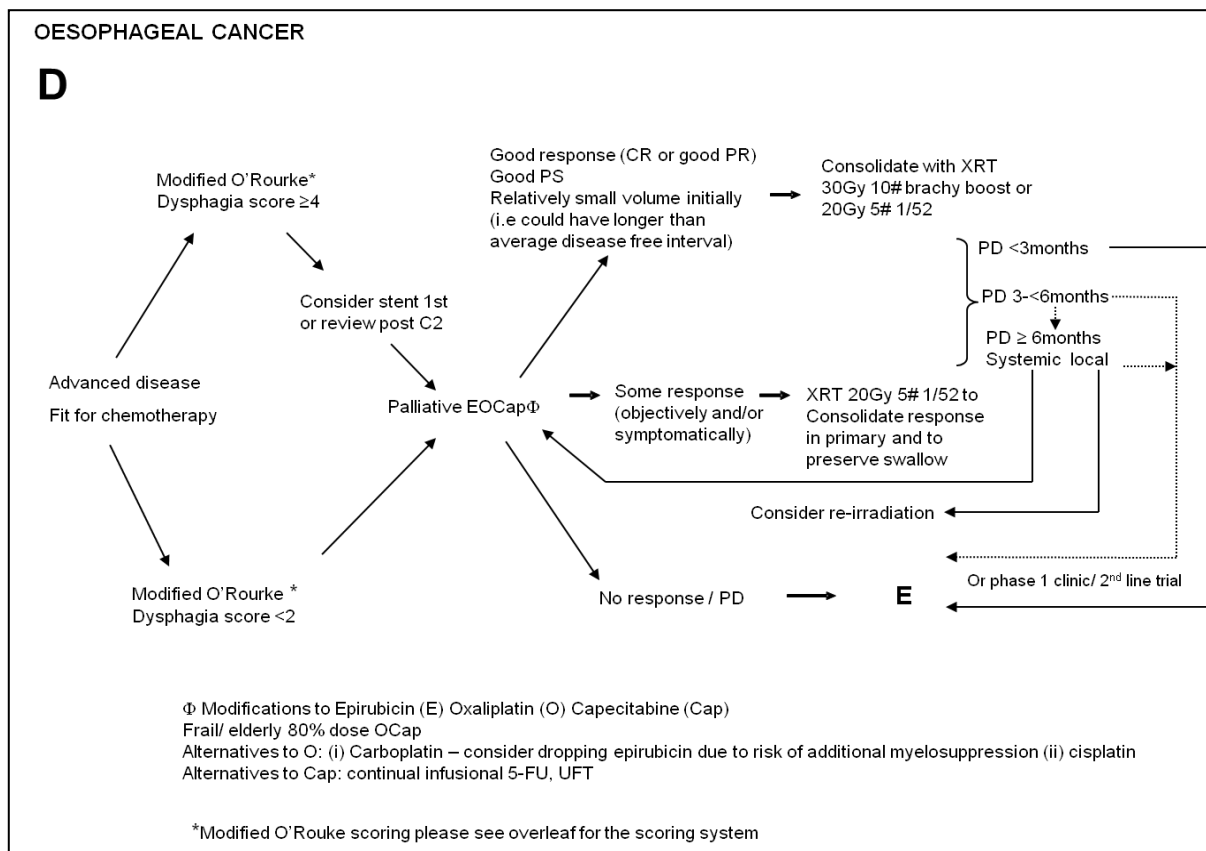 OESOPHAGEAL CANCER
D
Modified O'Rourke*
Dysphagia score ≥4
Good response (CR or good PR)
Good PS
Relatively small volume initially
(i.e could have longer than
average disease free interval)
Consolidate with XRT
30Gy 10# brachy boost or
20Gy 5# 1/52
PD <3months
PD 3-<6months
PD ≥ 6months
Systemic local
Consider stent 1st
or review post C2
Advanced disease
Fit for chemotherapy
Palliative EOCapΦ
Some response
(objectively and/or
symptomatically)
XRT 20Gy 5# 1/52 to
Consolidate response
in primary and to
preserve swallow
Consider re-irradiation
Modified O'Rourke *
Dysphagia score <2
No response / PD
E
Or phase 1 clinic/ 2nd line trial
Φ Modifications to Epirubicin (E) Oxaliplatin (O) Capecitabine (Cap)
Frail/ elderly 80% dose OCap
Alternatives to O: (i) Carboplatin – consider dropping epirubicin due to risk of additional myelosuppression (ii) cisplatin
Alternatives to Cap: continual infusional 5-FU, UFT
*Modified O'Rouke scoring please see overleaf for the scoring system